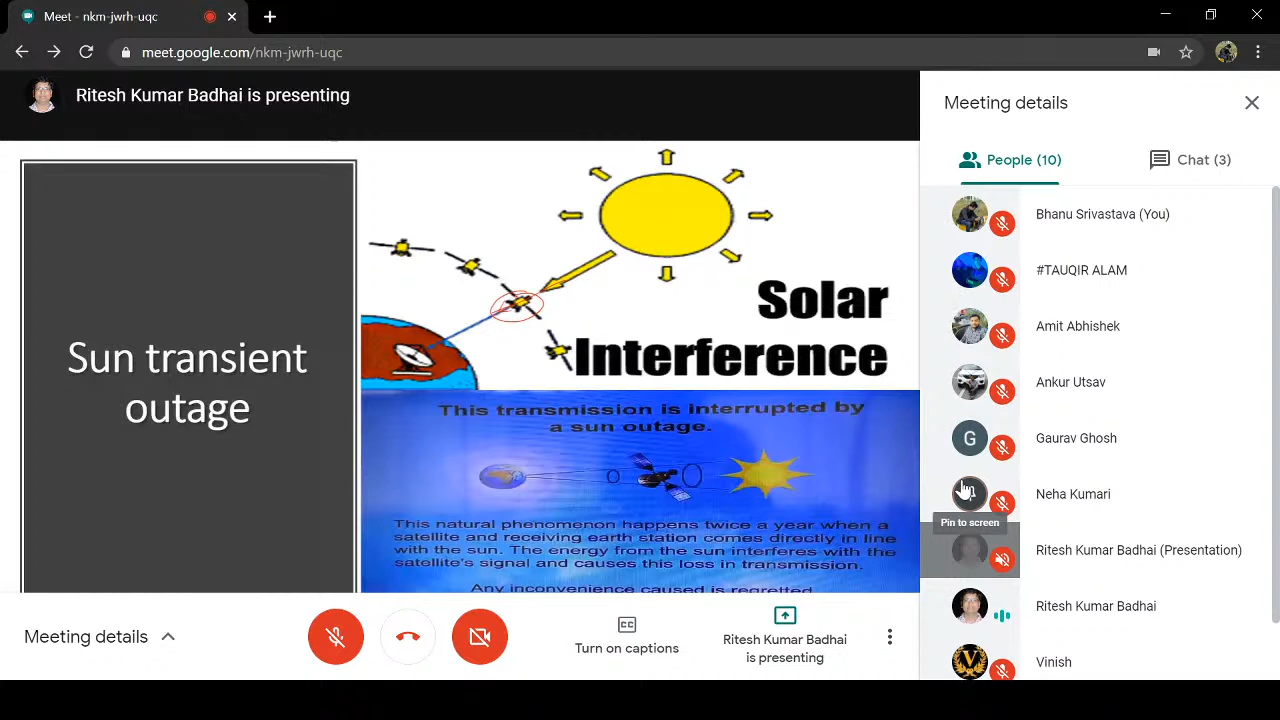 Meet - nkm-jwrh-uqc
meet.google.com/nkm-jwrh-uqc
Ritesh Kumar Badhai is presenting
Sun transient
outage
Solar
Interference
This transmission is interrupted by
a sun outage.
This natural phenomenon happens twice a year when a
satellite and receiving earth station comes directly in line
with the sun. The energy from the sun interferes with the
satellite's signal and causes this loss in transmission.
Any inconvenience caused is regretted
Meeting details
People (10)
Chat (3)
Bhanu Srivastava (You)
#TAUQIR ALAM
Amit Abhishek
Ankur Utsav
G
Gaurav Ghosh
Neha Kumari
Pin to screen
Ritesh Kumar Badhai (Presentation)
Ritesh Kumar Badhai
V
Vinish
Meeting details
CC
Turn on captions
Ritesh Kumar Badhai
is presenting